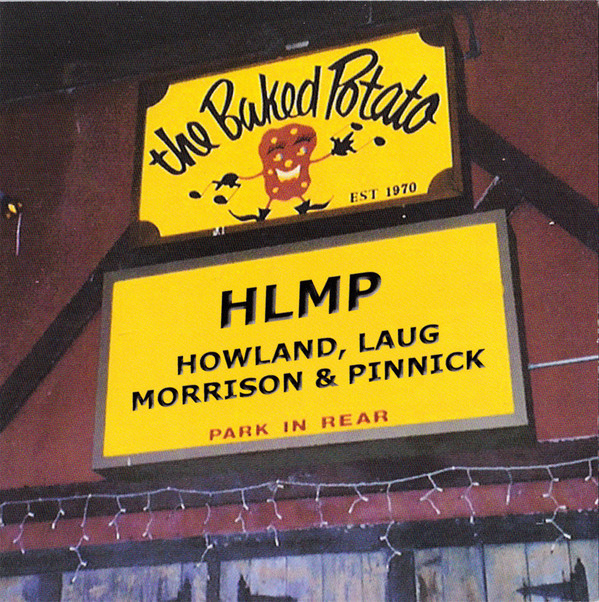 the Baked Potato
EST 1970
HLMP
HOWLAND, LAUG
MORRISON & PINNICK
PARK IN REAR